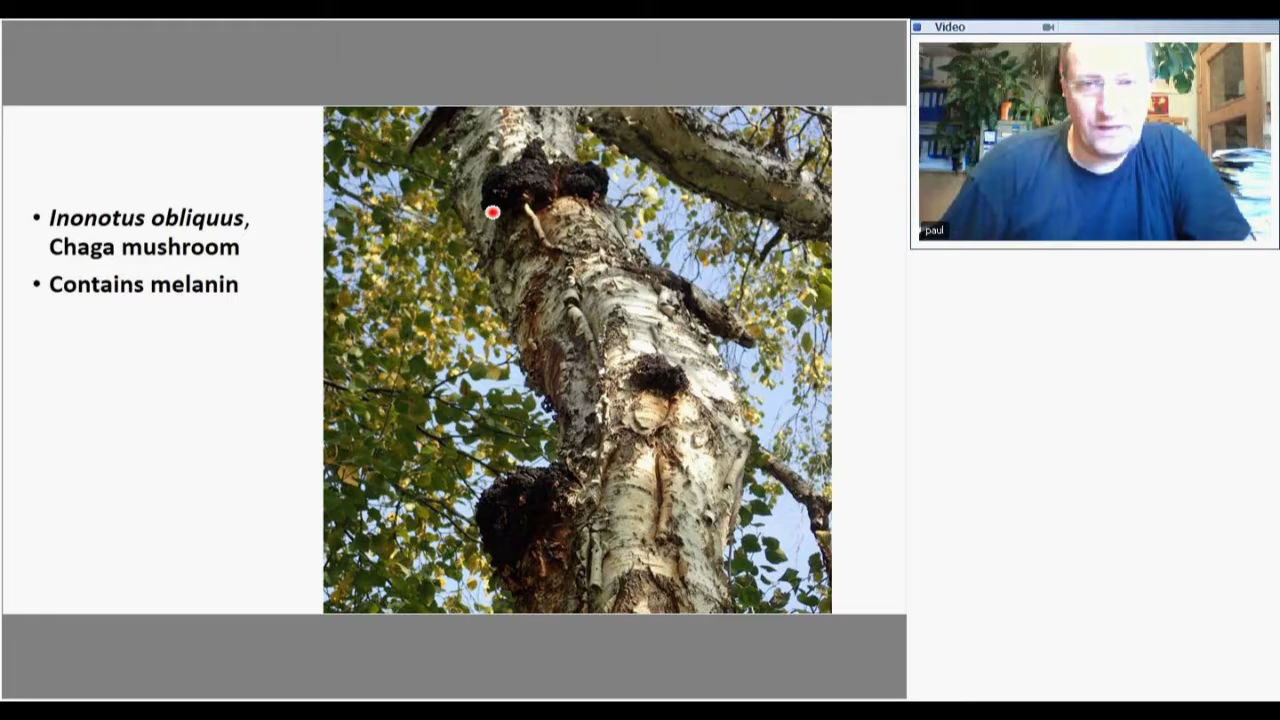 Video
• Inonotus obliquus,
Chaga mushroom
• Contains melanin
paul